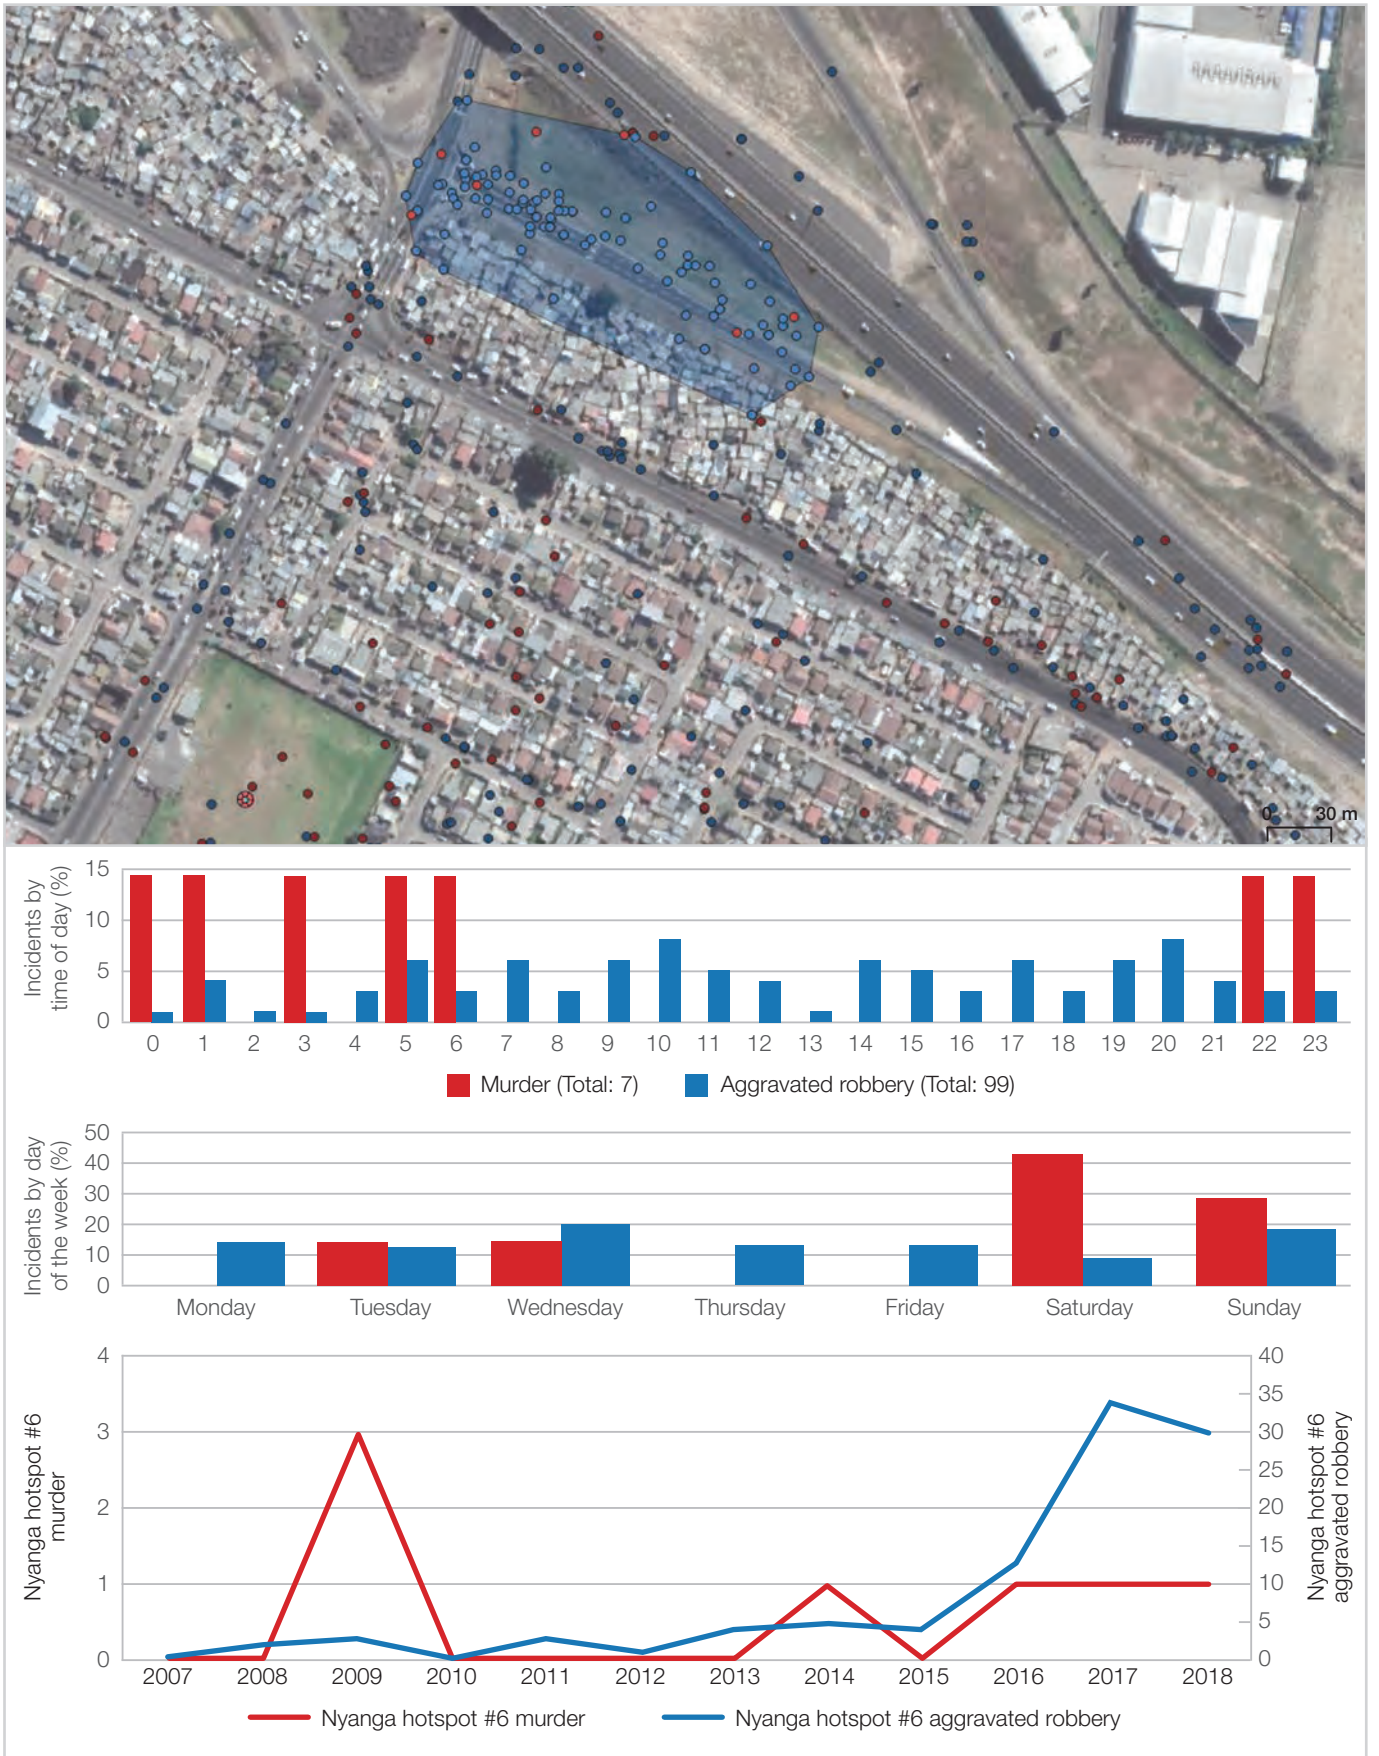 0 30 m
Incidents by
time of day (%)
15
10
5
0
0 1 2 3 4 5 6 7 8 9 10 11 12 13 14 15 16 17 18 19 20 21 22 23
Murder (Total: 7) Aggravated robbery (Total: 99)
Incidents by day
of the week (%)
50
40
30
20
10
0
Monday Tuesday Wednesday Thursday Friday Saturday Sunday
Nyanga hotspot #6
murder
4
3
2
1
0
40
35
30
25
20
15
10
5
0
Nyanga hotspot #6
aggravated robbery
2007 2008 2009 2010 2011 2012 2013 2014 2015 2016 2017 2018
Nyanga hotspot #6 murder Nyanga hotspot #6 aggravated robbery